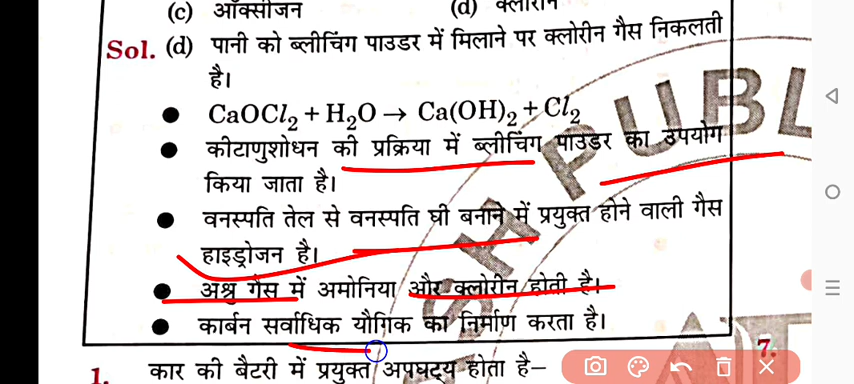 (c) ऑक्सीजन (d) क्लोरीन
Sol. (d) पानी को ब्लीचिंग पाउडर में मिलाने पर क्लोरीन गैस निकलती
है।
● CaOCl₂ + H₂O → Ca(OH)₂ + Cl₂
● कीटाणुशोधन की प्रक्रिया में ब्लीचिंग पाउडर का उपयोग
किया जाता है।
● वनस्पति तेल से वनस्पति घी बनाने में प्रयुक्त होने वाली गैस
हाइड्रोजन है।
● अश्रु गैस में अमोनिया और क्लोरीन होती है।
● कार्बन सर्वाधिक यौगिक का निर्माण करता है।
7.
1. कार की बैटरी में प्रयुक्त अपघट्य होता है–